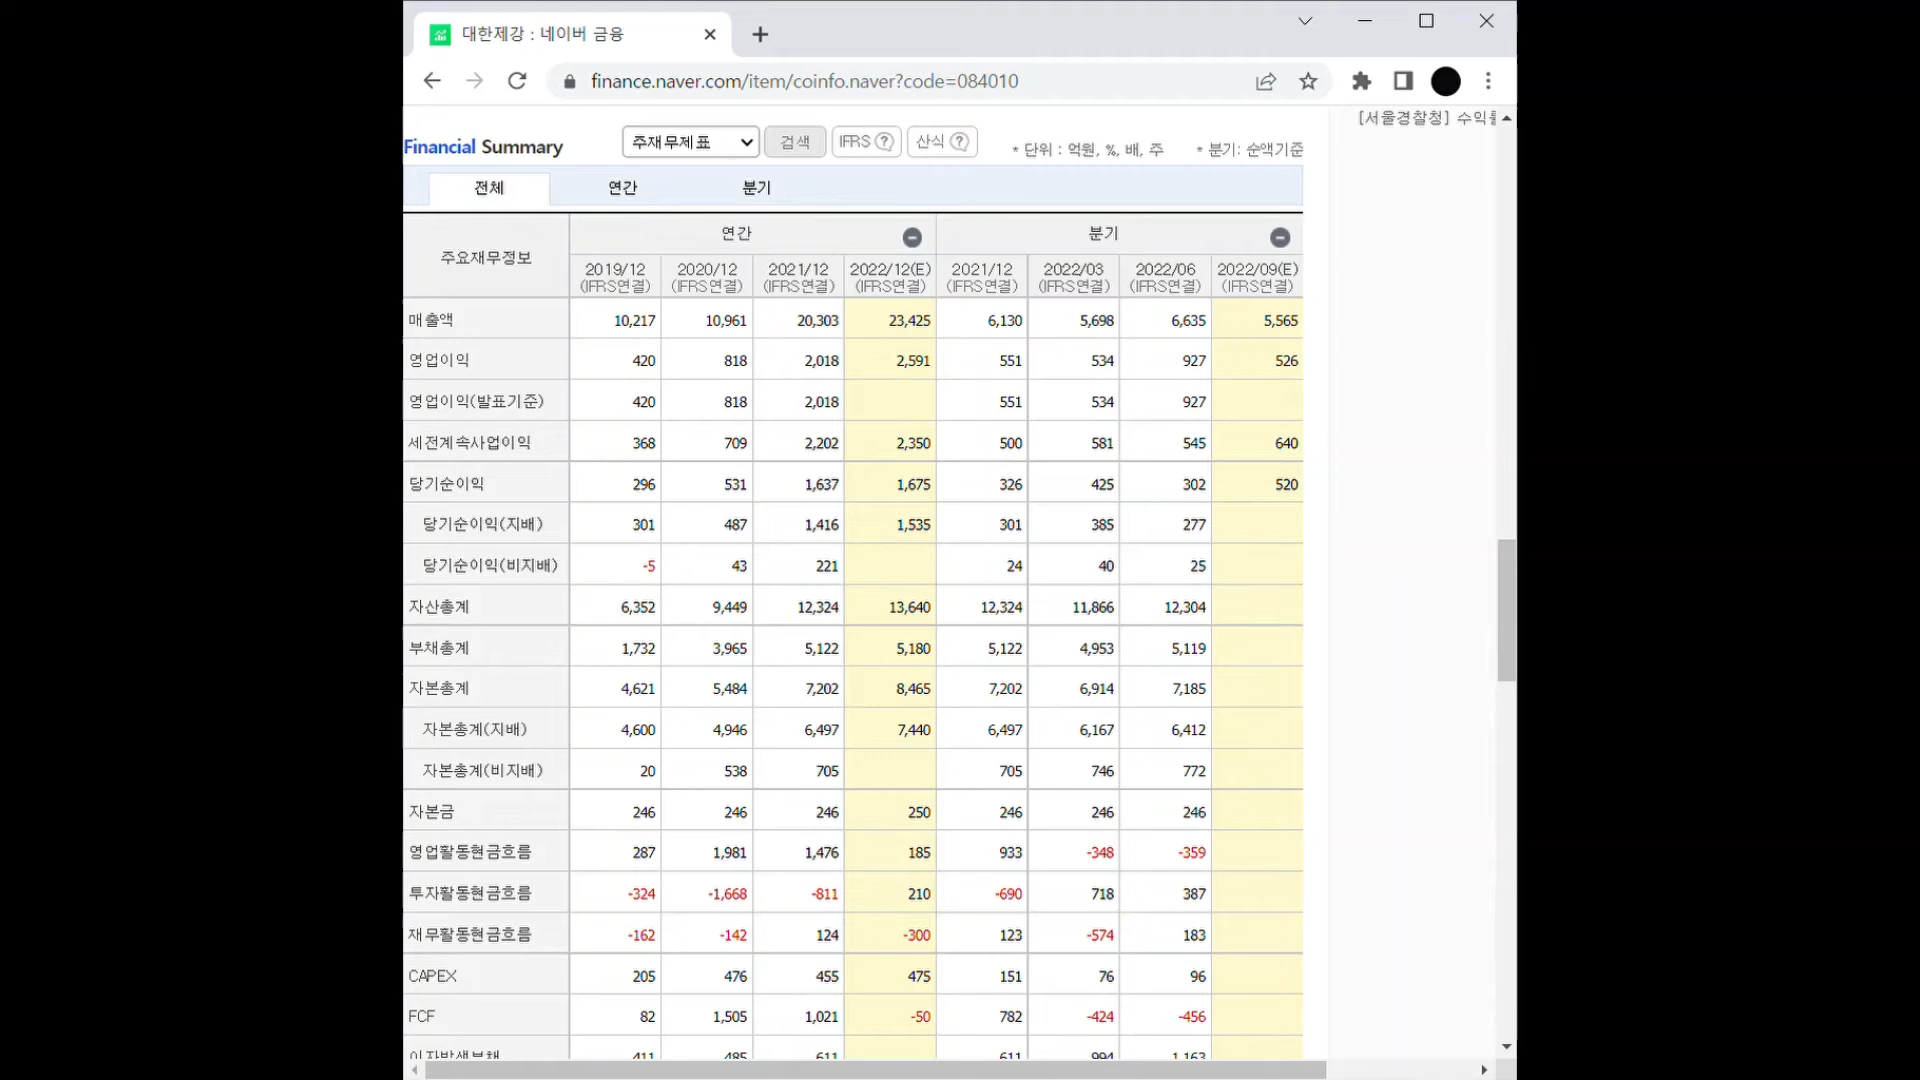 대한제강 : 네이버 금융
finance.naver.com/item/coinfo.naver?code=084010
[서울경찰청] 수익률
Financial Summary 주재무제표 검색 IFRS ? 산식 ? * 단위 : 억원, %, 배, 주 * 분기: 순액기준
전체 연간 분기
주요재무정보 연간 분기
2019/12 2020/12 2021/12 2022/12(E) 2021/12 2022/03 2022/06 2022/09(E)
(IFRS연결) (IFRS연결) (IFRS연결) (IFRS연결) (IFRS연결) (IFRS연결) (IFRS연결) (IFRS연결)
매출액 10,217 10,961 20,303 23,425 6,130 5,698 6,635 5,565
영업이익 420 818 2,018 2,591 551 534 927 526
영업이익(발표기준) 420 818 2,018 551 534 927
세전계속사업이익 368 709 2,202 2,350 500 581 545 640
당기순이익 296 531 1,637 1,675 326 425 302 520
당기순이익(지배) 301 487 1,416 1,535 301 385 277
당기순이익(비지배) -5 43 221 24 40 25
자산총계 6,352 9,449 12,324 13,640 12,324 11,866 12,304
부채총계 1,732 3,965 5,122 5,180 5,122 4,953 5,119
자본총계 4,621 5,484 7,202 8,465 7,202 6,914 7,185
자본총계(지배) 4,600 4,946 6,497 7,440 6,497 6,167 6,412
자본총계(비지배) 20 538 705 705 746 772
자본금 246 246 246 250 246 246 246
영업활동현금흐름 287 1,981 1,476 185 933 -348 -359
투자활동현금흐름 -324 -1,668 -811 210 -690 718 387
재무활동현금흐름 -162 -142 124 -300 123 -574 183
CAPEX 205 476 455 475 151 76 96
FCF 82 1,505 1,021 -50 782 -424 -456
이자발생부채 411 485 611 611 994 1,163